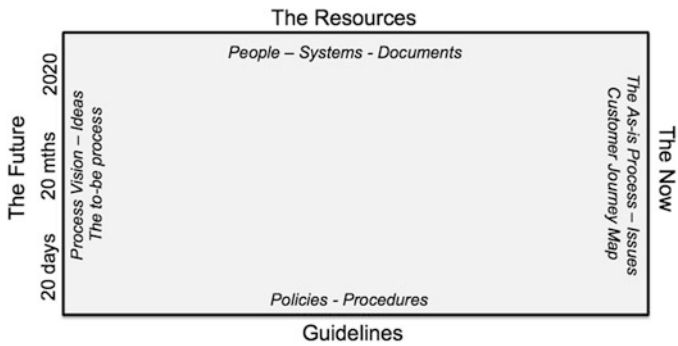 The Resources
People – Systems - Documents
The Future
2020
20 mths
20 days
Process Vision – Ideas
The to-be process
The As-is Process – Issues
Customer Journey Map
The Now
Policies - Procedures
Guidelines